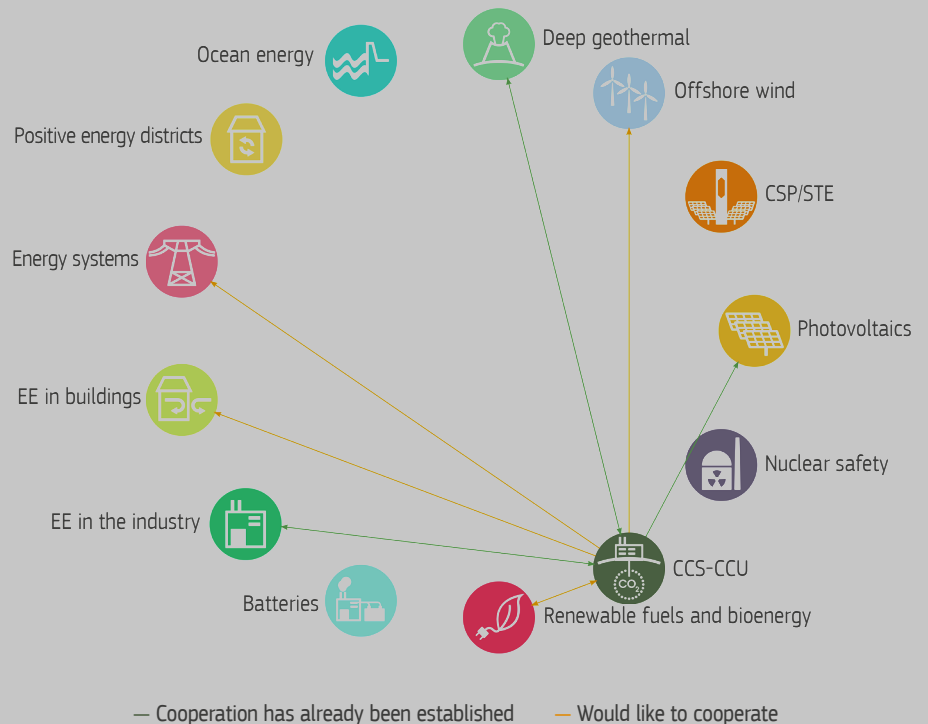 Deep geothermal
Ocean energy
Offshore wind
Positive energy districts
CSP/STE
Energy systems
Photovoltaics
EE in buildings
Nuclear safety
EE in the industry
CCS-CCU
CO2
Batteries
Renewable fuels and bioenergy
— Cooperation has already been established — Would like to cooperate